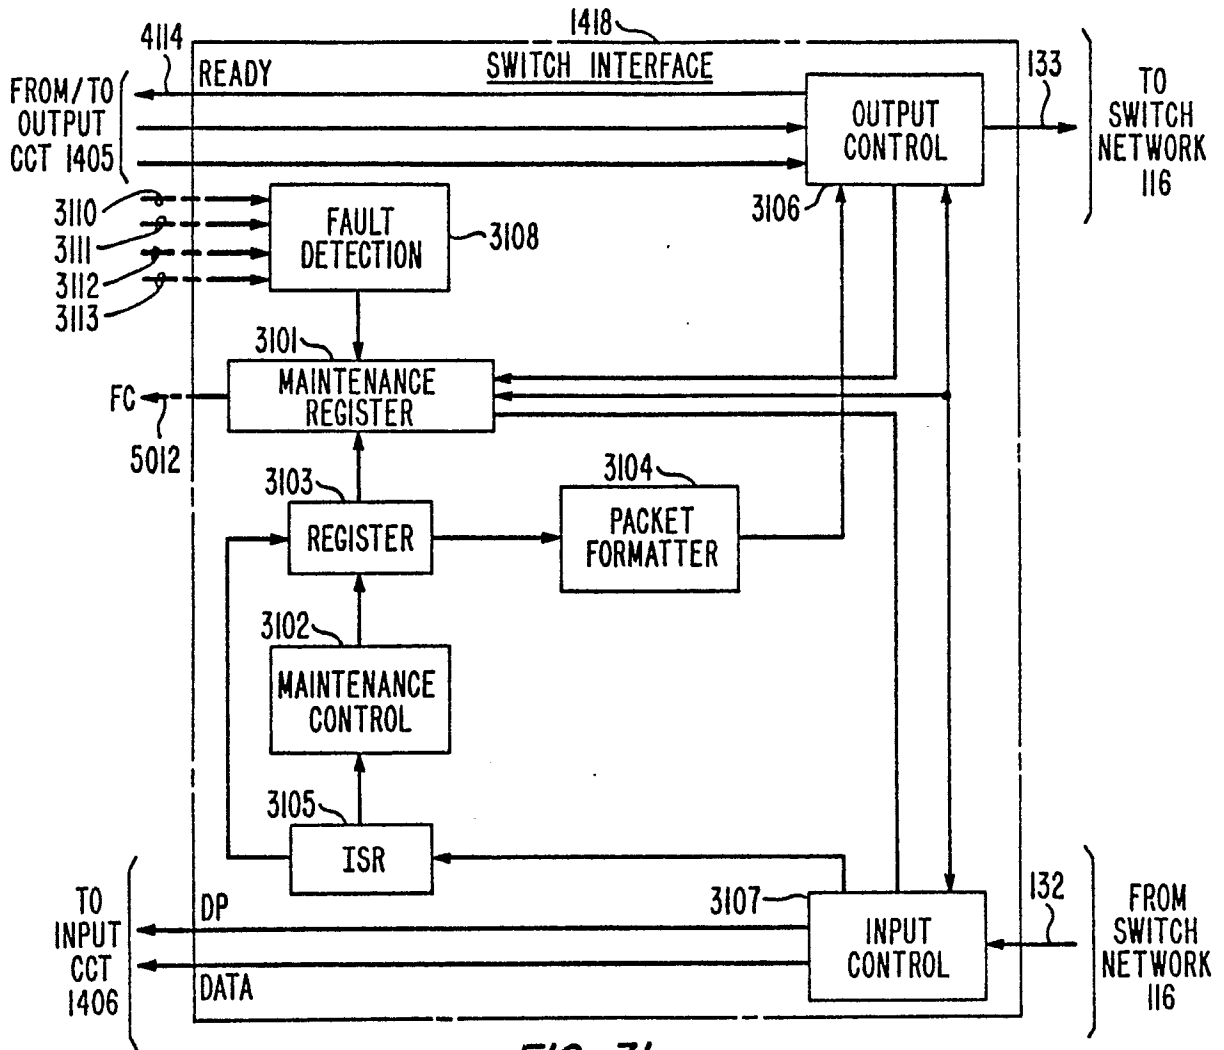 1418
4114
READY
SWITCH INTERFACE
133
FROM/TO
OUTPUT
CCT 1405
OUTPUT
CONTROL
TO
SWITCH
NETWORK
116
3106
3110
3111
3112
3113
FAULT
DETECTION
3108
3101
MAINTENANCE
REGISTER
FC
5012
3103
REGISTER
3104
PACKET
FORMATTER
3102
MAINTENANCE
CONTROL
3105
ISR
3107
132
TO
INPUT
CCT
1406
DP
DATA
INPUT
CONTROL
FROM
SWITCH
NETWORK
116